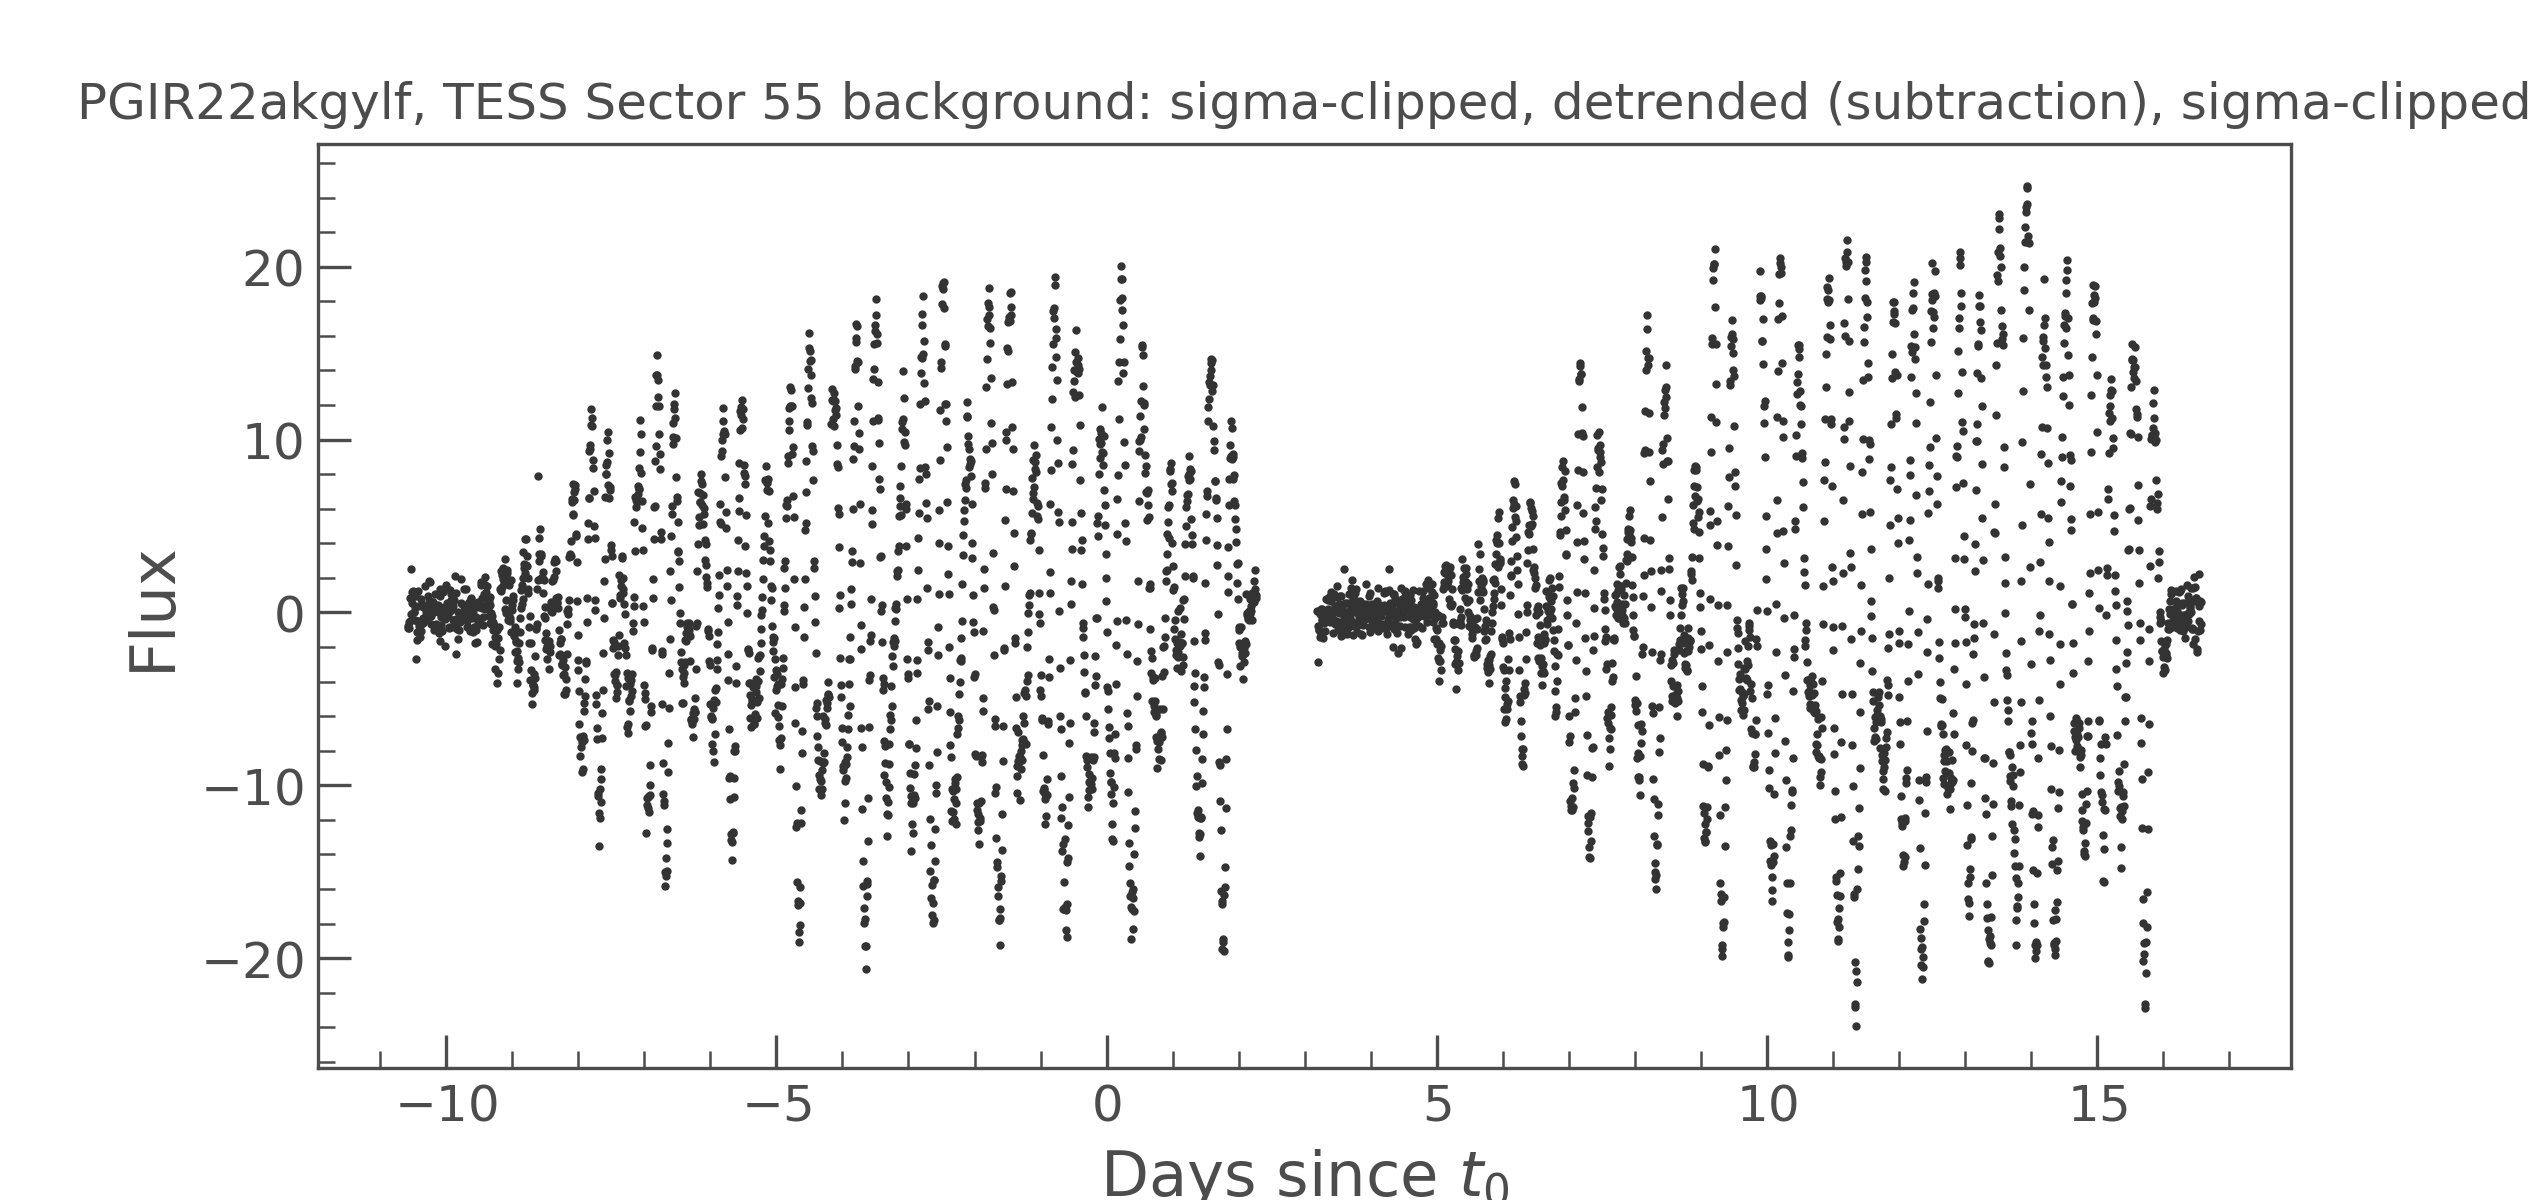 PGIR22akgylf, TESS Sector 55 background: sigma-clipped, detrended (subtraction), sigma-clipped
Flux
20
10
0
−10
−20
−10 −5 0 5 10 15
Days since t0